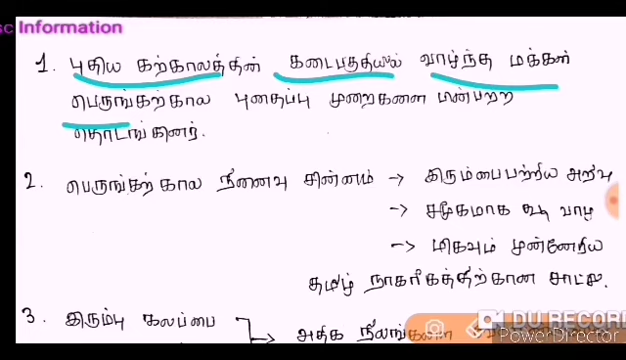 sc Information
1. புதிய கற்காலத்தின் கடைபகுதியில் வாழ்ந்த மக்கள்
பெருங்கற்கால புதைப்பு முறைகளை பின்பற்ற
தொடங்கினர்.
2. பெருங்கற்கால நினைவு சின்னம் -> இரும்பைபற்றிய அறிவு
-> சமூகமாக கூடி வாழ
-> மிகவும் முன்னேறிய
தமிழ் நாகரிகத்திற்கான சாட்சி.
3. இரும்பு கலப்பை
-> அதிக நிலங்களை
DU RECOR
PowerDirector